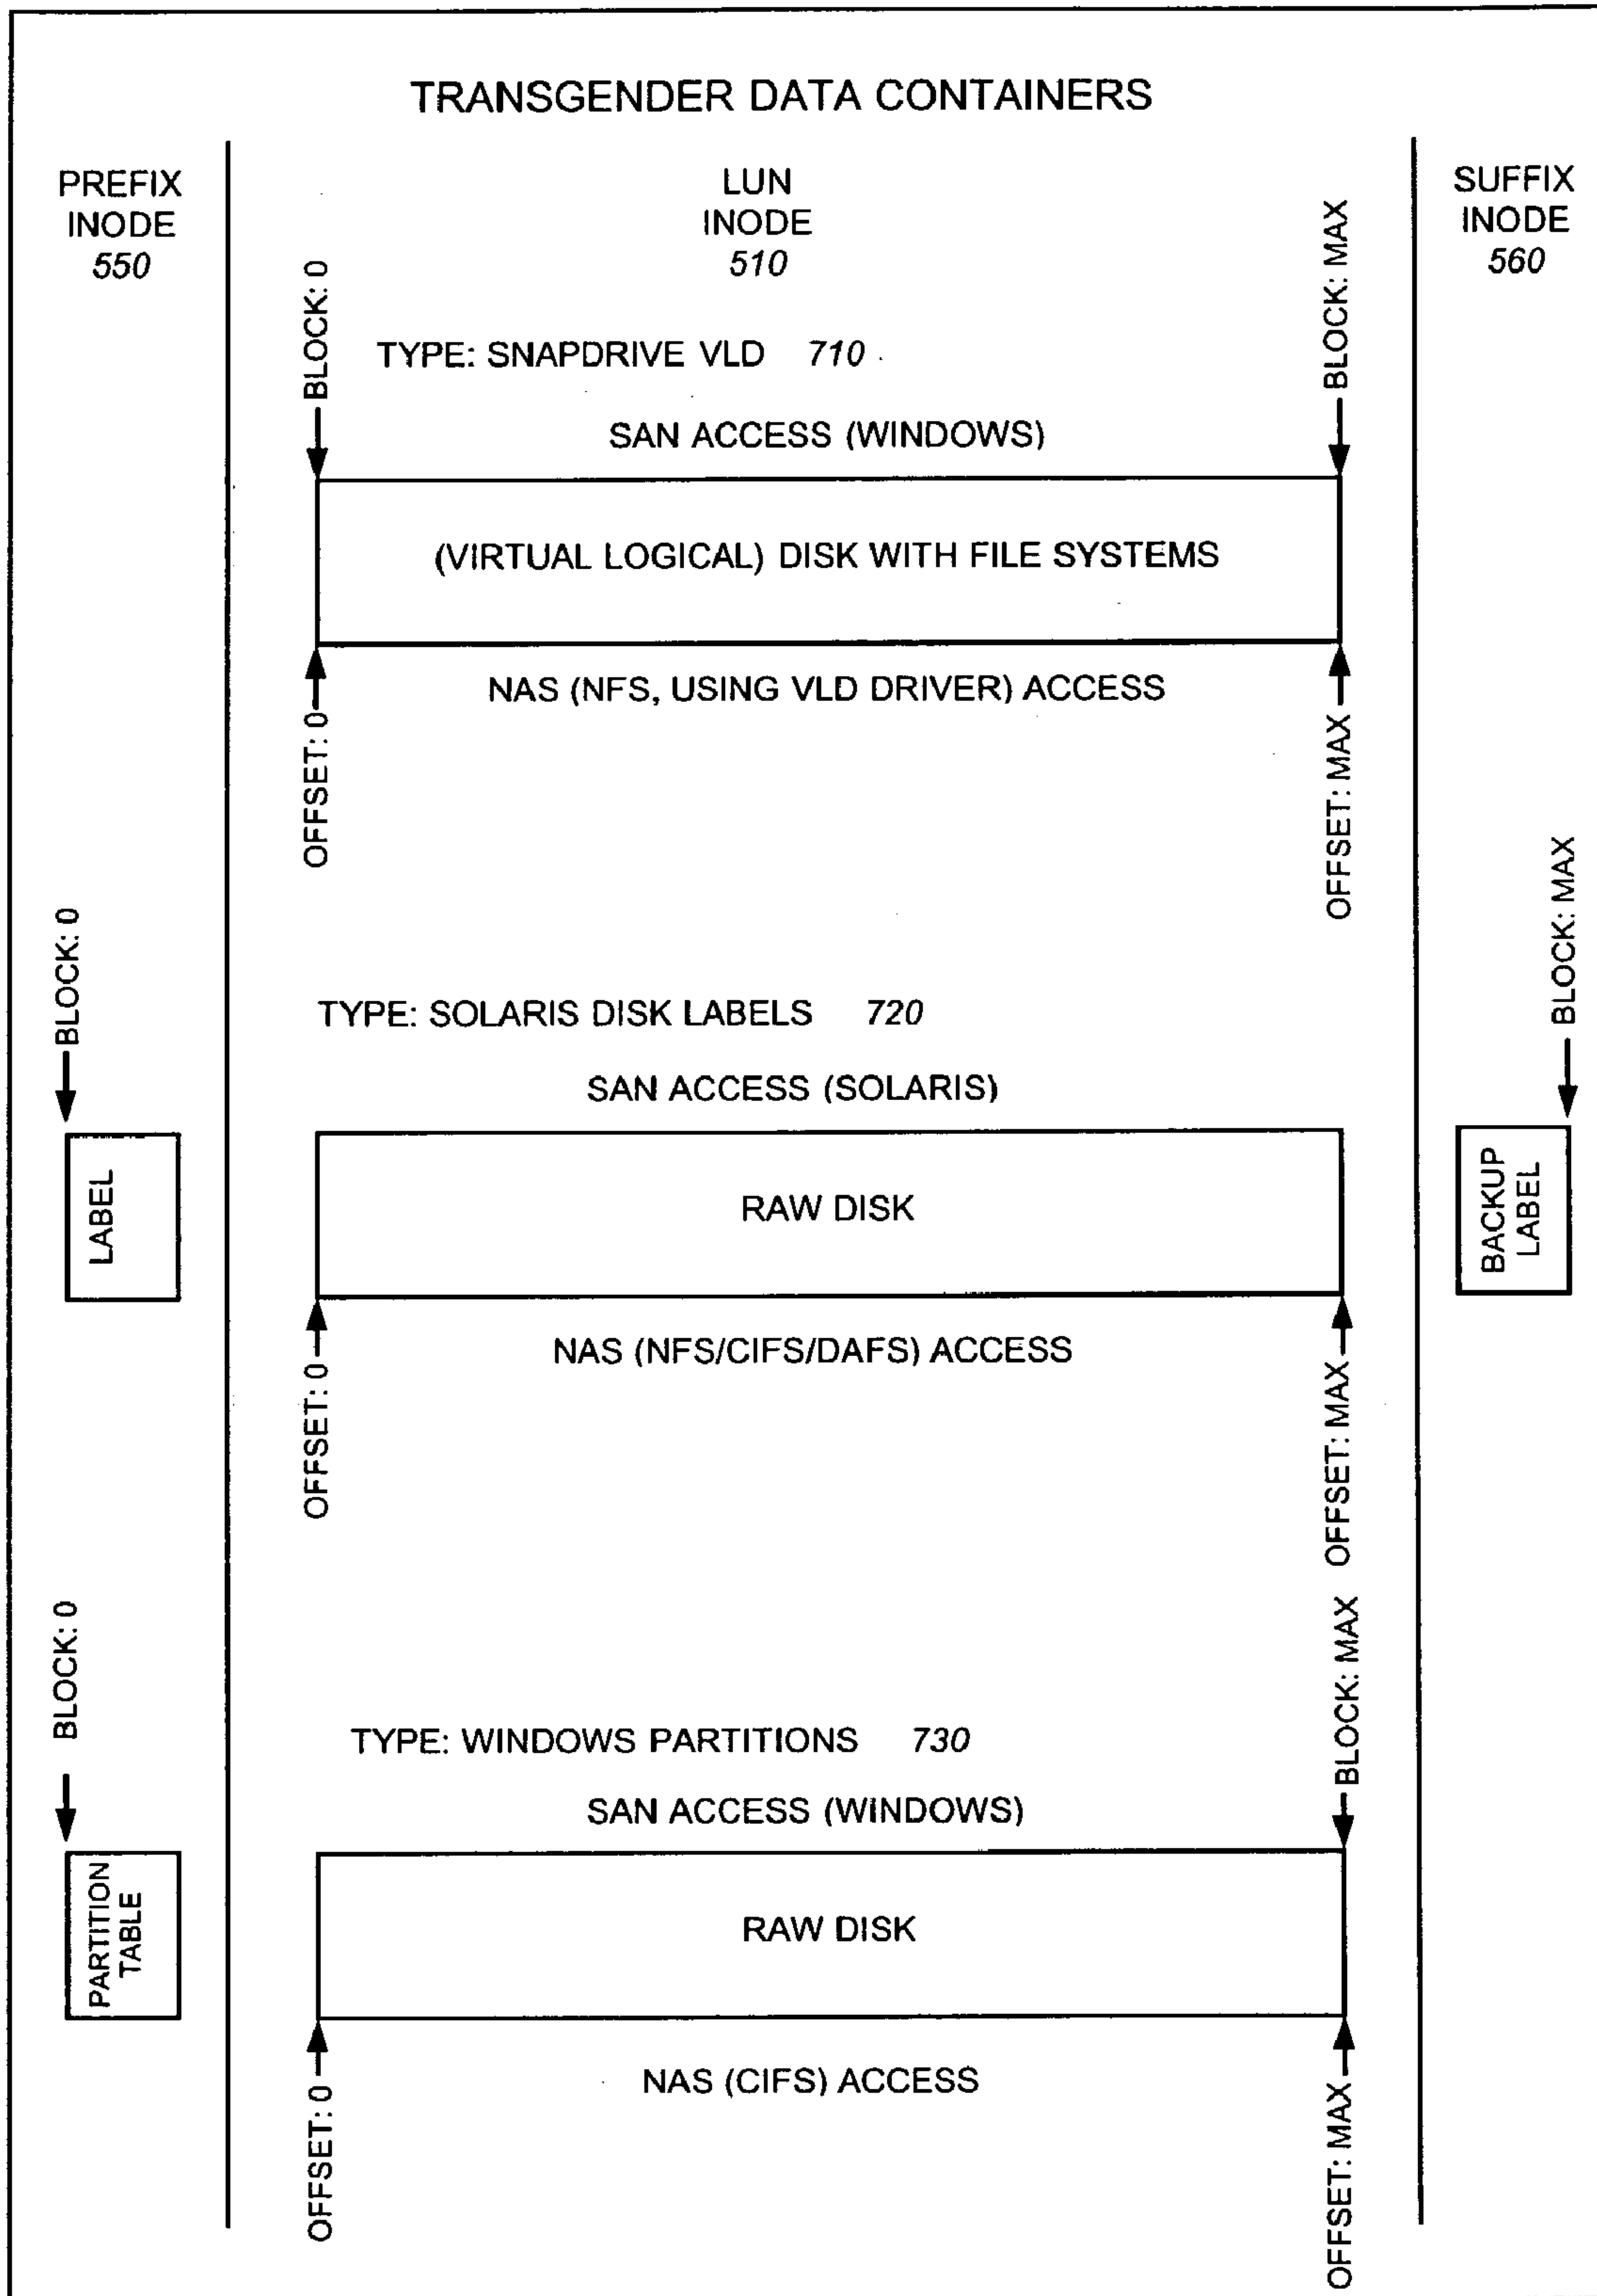 TRANSGENDER DATA CONTAINERS
PREFIX
INODE
550
LUN
INODE
510
SUFFIX
INODE
560
BLOCK: 0
BLOCK: MAX
TYPE: SNAPDRIVE VLD 710
SAN ACCESS (WINDOWS)
(VIRTUAL LOGICAL) DISK WITH FILE SYSTEMS
NAS (NFS, USING VLD DRIVER) ACCESS
OFFSET: 0
OFFSET: MAX
BLOCK: 0
BLOCK: MAX
TYPE: SOLARIS DISK LABELS 720
SAN ACCESS (SOLARIS)
LABEL
RAW DISK
BACKUP
LABEL
NAS (NFS/CIFS/DAFS) ACCESS
OFFSET: 0
OFFSET: MAX
BLOCK: 0
BLOCK: MAX
TYPE: WINDOWS PARTITIONS 730
SAN ACCESS (WINDOWS)
PARTITION
TABLE
RAW DISK
NAS (CIFS) ACCESS
OFFSET: 0
OFFSET: MAX